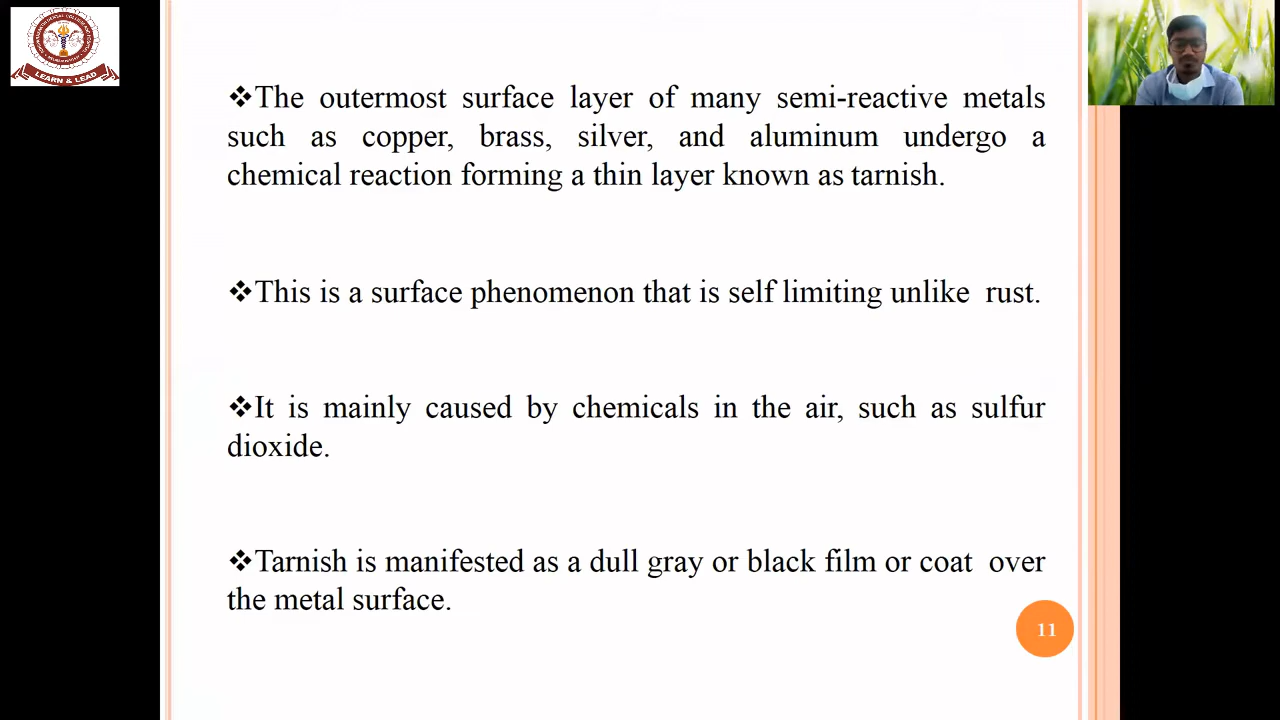 ❖The outermost surface layer of many semi-reactive metals
such as copper, brass, silver, and aluminum undergo a
chemical reaction forming a thin layer known as tarnish.
❖This is a surface phenomenon that is self limiting unlike rust.
❖It is mainly caused by chemicals in the air, such as sulfur
dioxide.
❖Tarnish is manifested as a dull gray or black film or coat over
the metal surface.
11
LEARN & LEAD